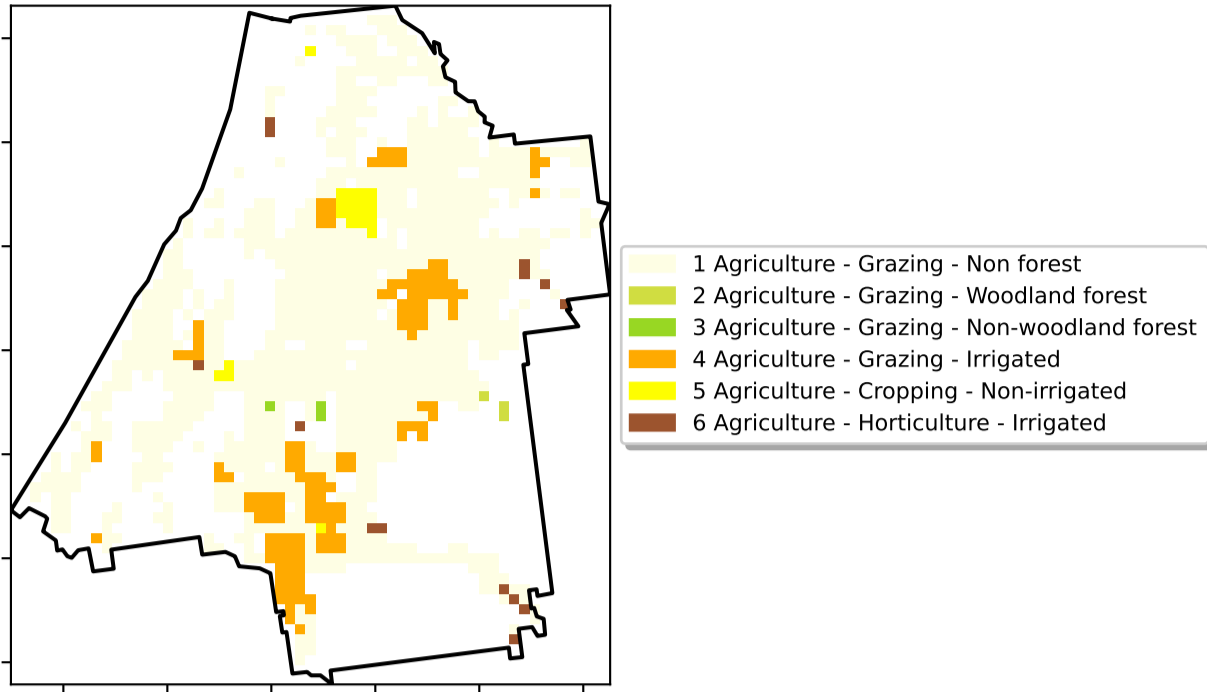 1 Agriculture - Grazing - Non forest
2 Agriculture - Grazing - Woodland forest
3 Agriculture - Grazing - Non-woodland forest
4 Agriculture - Grazing - Irrigated
5 Agriculture - Cropping - Non-irrigated
6 Agriculture - Horticulture - Irrigated